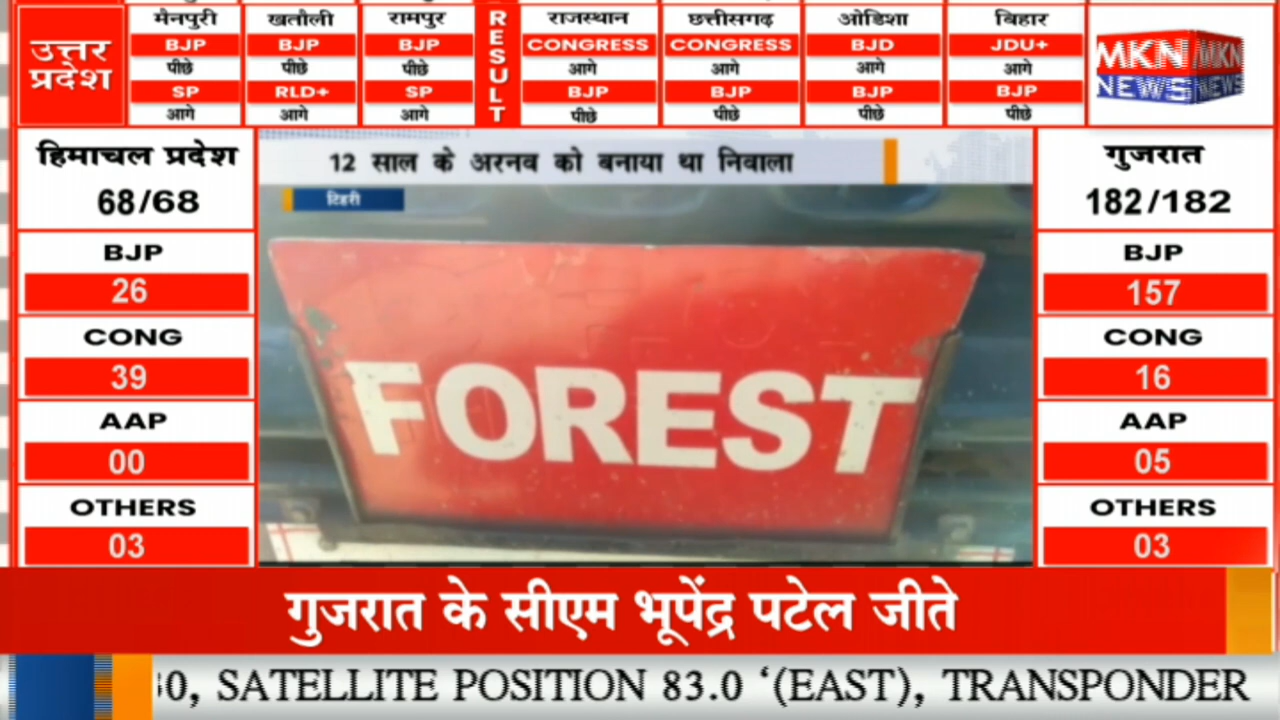 उत्तर
प्रदेश
मैनपुरी
BJP
पीछे
SP
आगे
खतौली
BJP
पीछे
RLD+
आगे
रामपुर
BJP
पीछे
SP
आगे
RESULT
राजस्थान
CONGRESS
आगे
BJP
पीछे
छत्तीसगढ़
CONGRESS
आगे
BJP
पीछे
ओडिशा
BJD
आगे
BJP
पीछे
बिहार
JDU+
आगे
BJP
पीछे
MKN MKN
NEWS NEWS
हिमाचल प्रदेश
68/68
BJP
26
CONG
39
AAP
00
OTHERS
03
12 साल के अरनव को बनाया था निवाला
टिहरी
FOREST
गुजरात
182/182
BJP
157
CONG
16
AAP
05
OTHERS
03
गुजरात के सीएम भूपेंद्र पटेल जीते
0, SATELLITE POSITION 83.0 ‘(EAST), TRANSPONDER